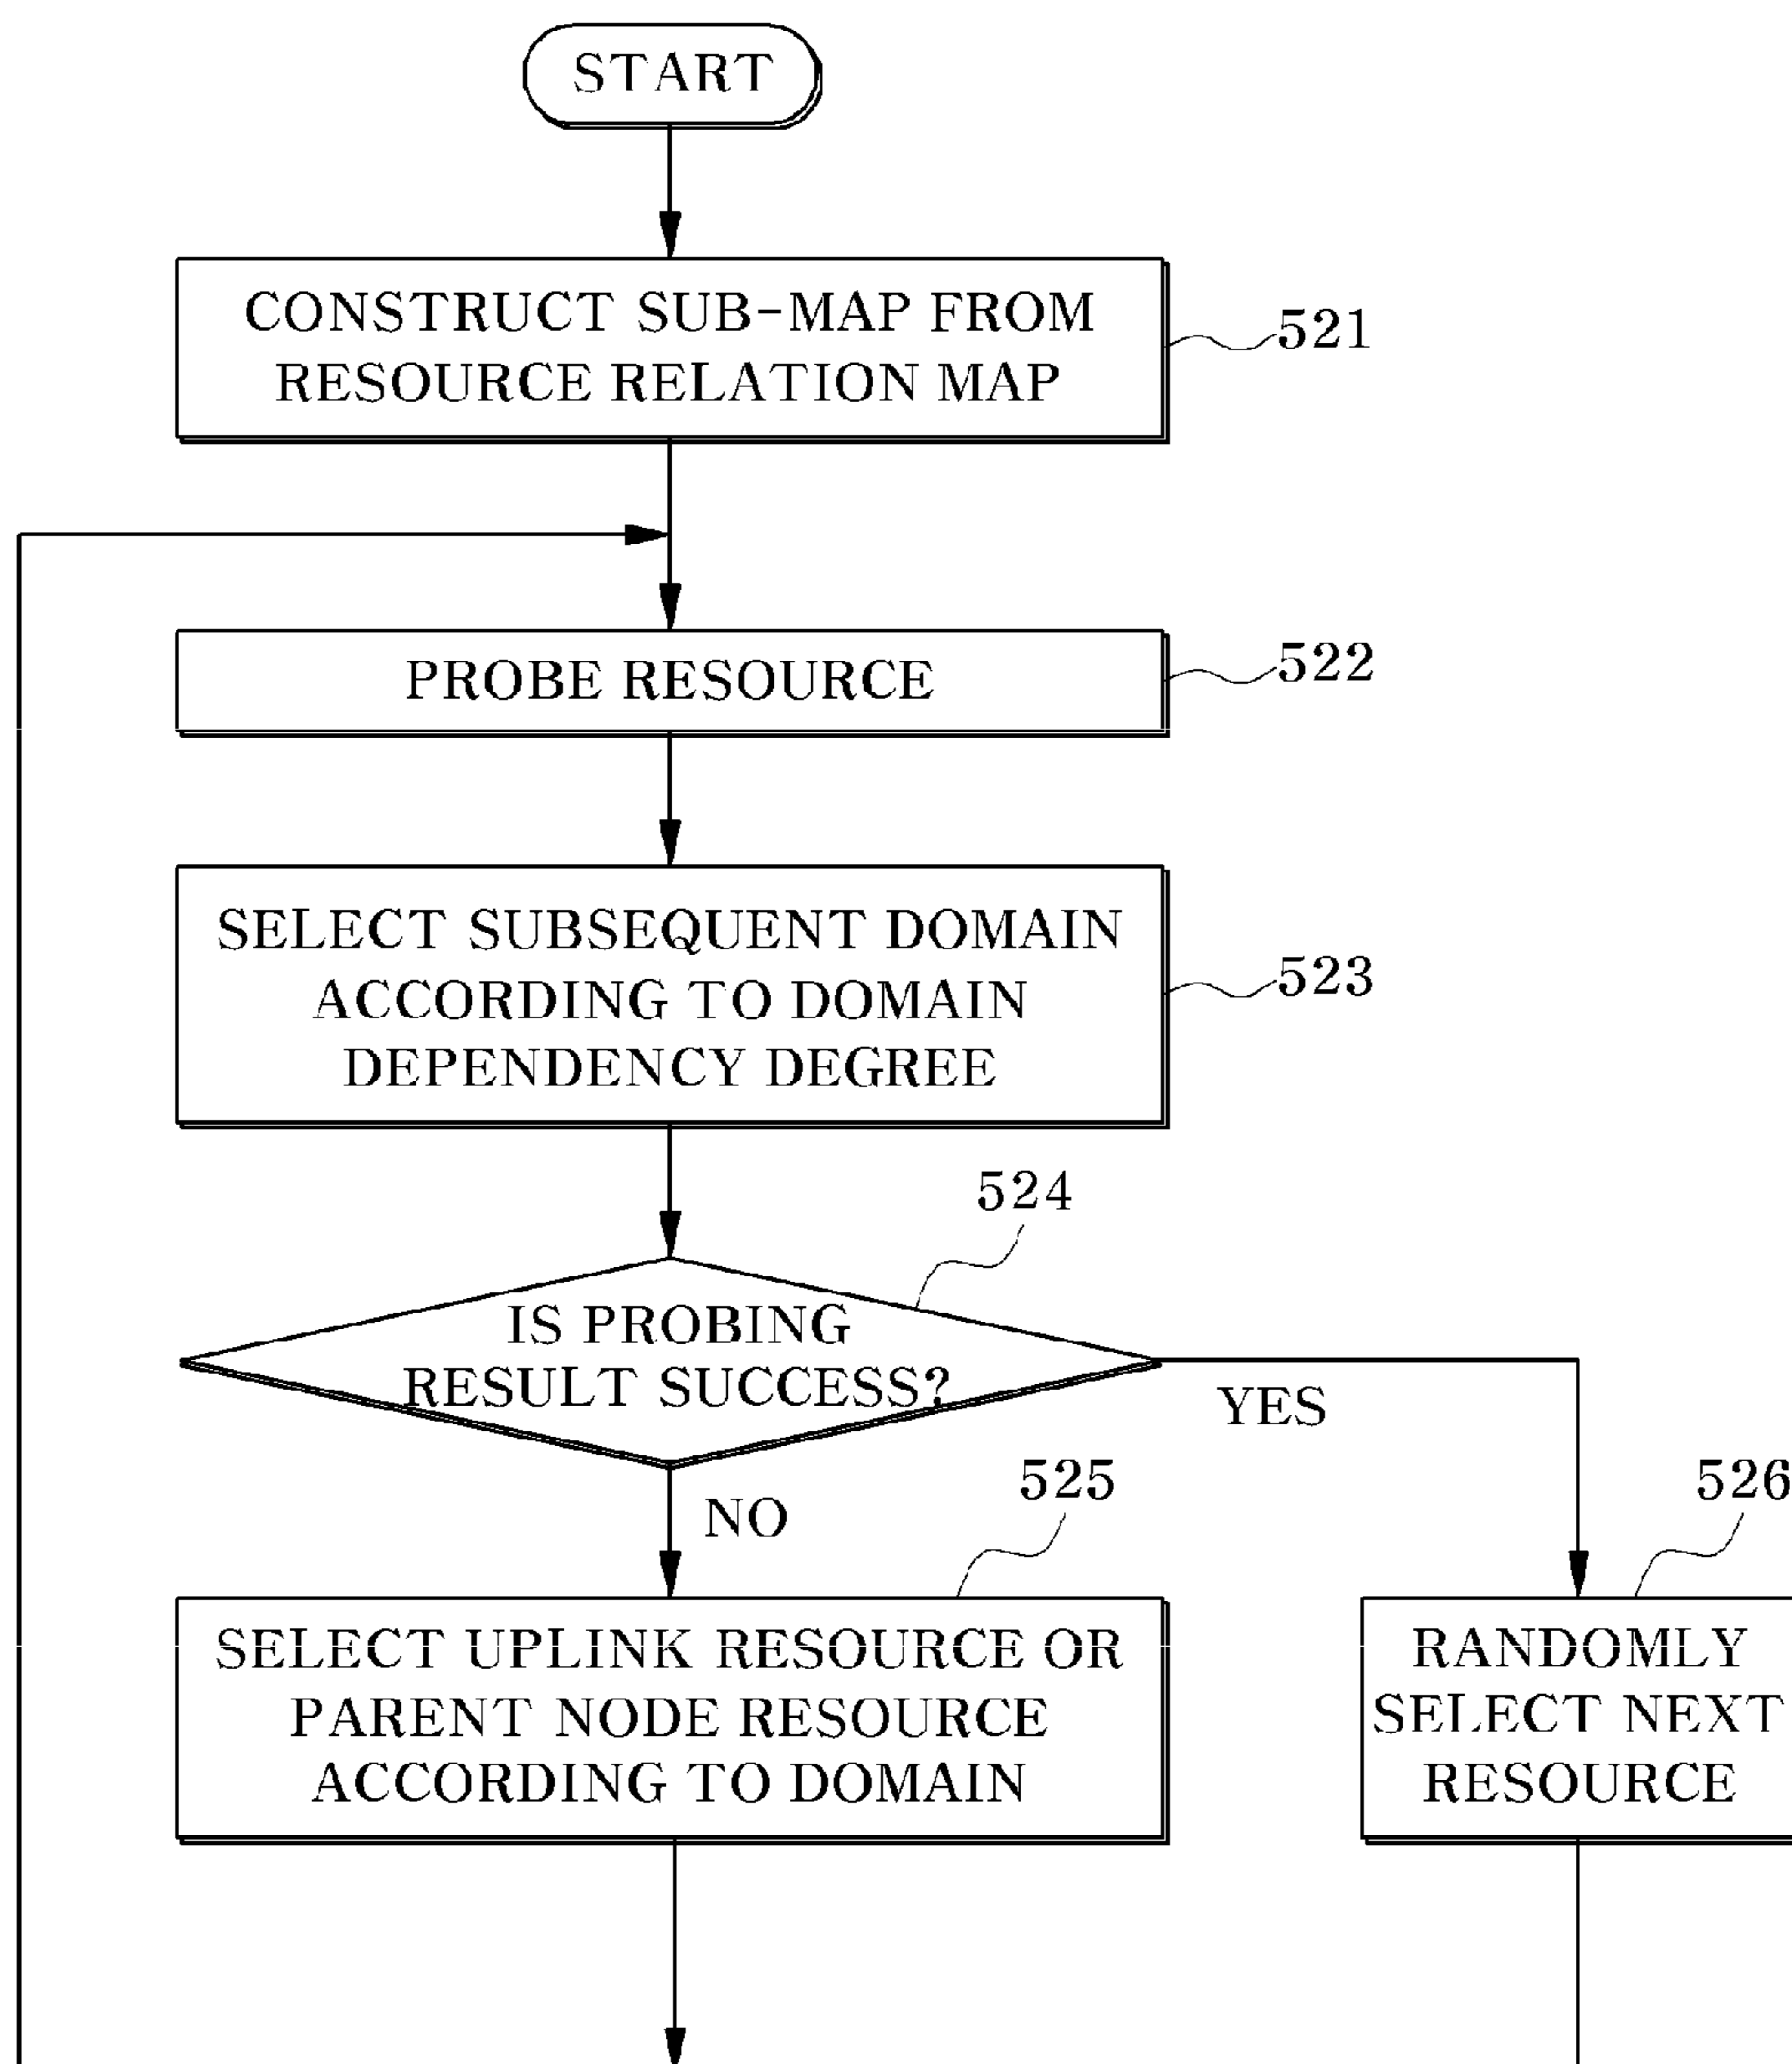 START
CONSTRUCT SUB-MAP FROM
RESOURCE RELATION MAP
521
PROBE RESOURCE
522
SELECT SUBSEQUENT DOMAIN
ACCORDING TO DOMAIN
DEPENDENCY DEGREE
523
524
IS PROBING
RESULT SUCCESS?
YES
NO
525
SELECT UPLINK RESOURCE OR
PARENT NODE RESOURCE
ACCORDING TO DOMAIN
526
RANDOMLY
SELECT NEXT
RESOURCE